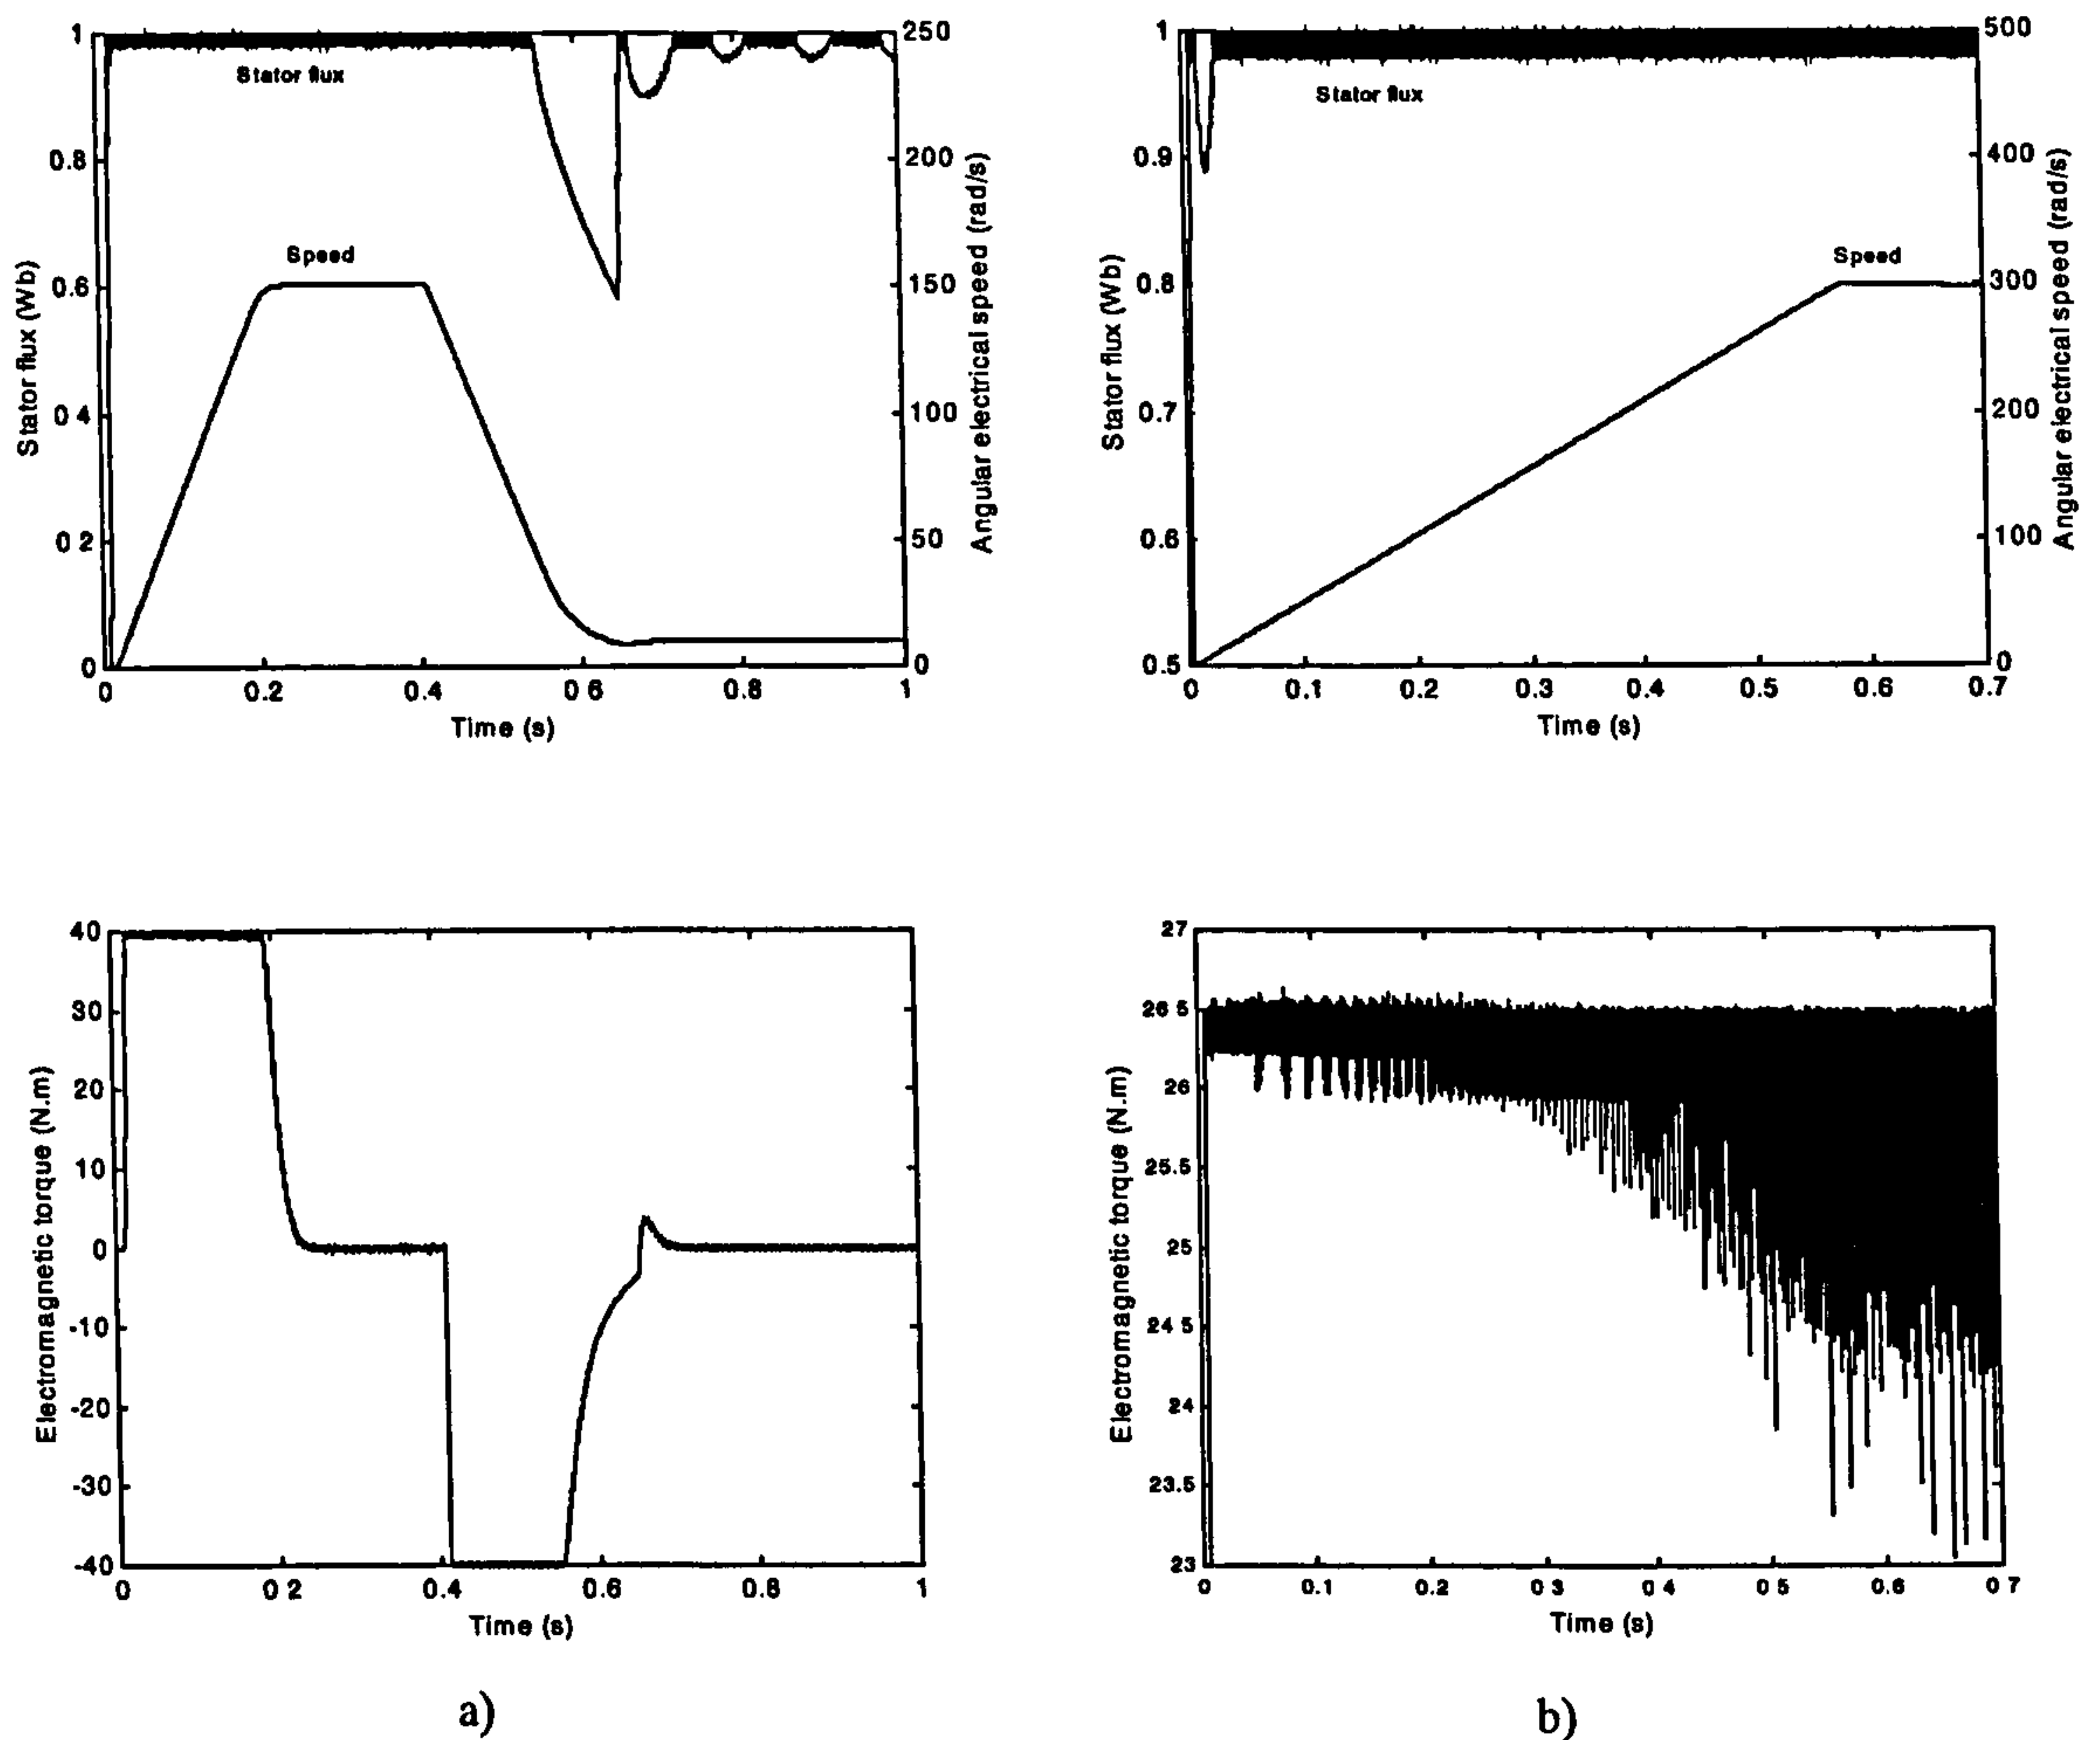 1
0.8
0.6
0 4
0 2
0
Stator flux (Wb)
Stator flux
Speed
250
200
150
100
50
0
Angular electrical speed (rad/s)
0 0.2 0.4 0 6 0.8 1
Time (s)
1
0.9
0.8
0.7
0.6
0.5
Stator flux (Wb)
Stator flux
Speed
500
400
300
200
100
0
Angular electrical speed (rad/s)
0 0.1 0.2 0.3 0.4 0.5 0.6 0.7
Time (s)
40
30
20
10
0
-10
-20
-30
-40
Electromagnetic torque (N.m)
0 0 2 0.4 0.6 0.8 1
Time (s)
27
26 5
26
25.5
25
24 5
24
23.5
23
Electromagnetic torque (N.m)
0 0.1 0.2 0 3 0 4 0 5 0.6 0 7
Time (s)
a)
b)